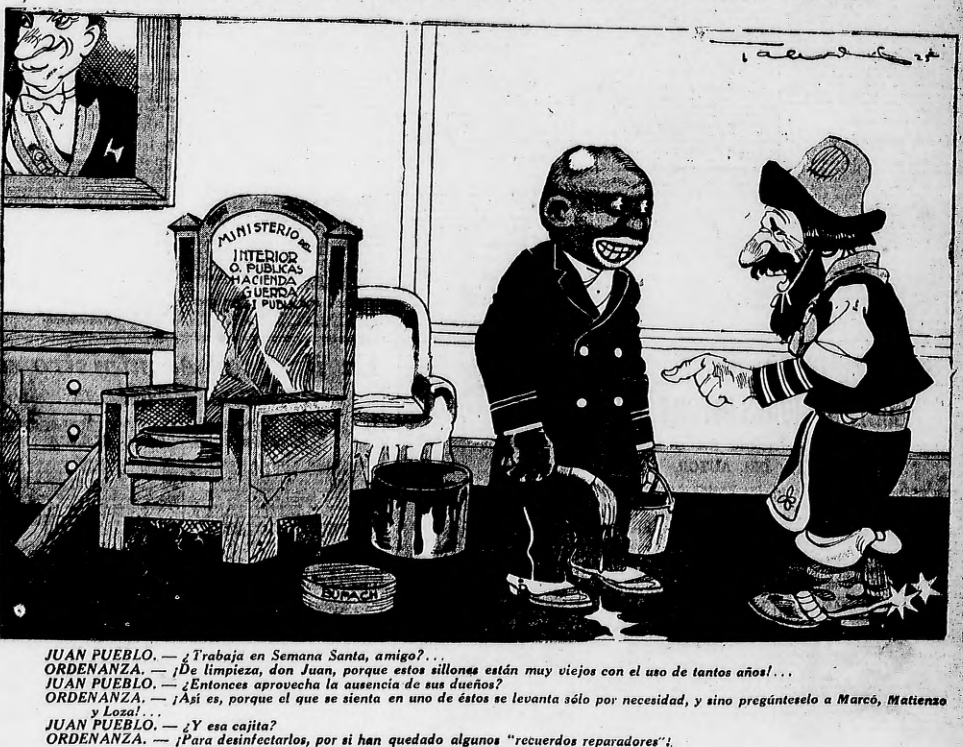 MINISTERIO DEL
INTERIOR
O. PUBLICAS
HACIENDA
GUERRA
BUFACH
JUAN PUEBLO. — ¿Trabaja en Semana Santa, amigo?...
ORDENANZA. — ¡De limpieza, don Juan, porque estos sillones están muy viejos con el uso de tantos años!...
JUAN PUEBLO. — ¿Entonces aprovecha la ausencia de sus dueños?
ORDENANZA. — ¡Así es, porque el que se sienta en uno de éstos se levanta sólo por necesidad, y sino pregúnteselo a Marcó, Matienzo
y Loza!...
JUAN PUEBLO. — ¿Y esa cajita?
ORDENANZA. — ¡Para desinfectarlos, por si han quedado algunos "recuerdos reparadores"!